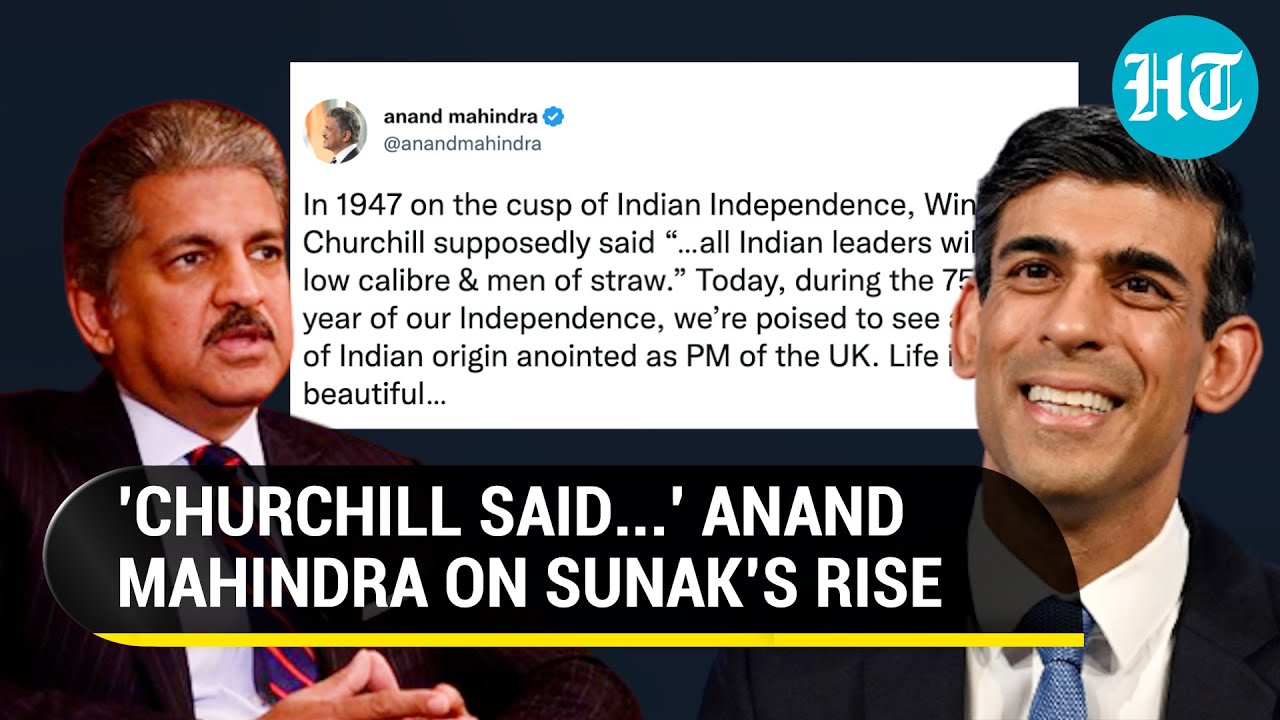 HT
anand mahindra
@anandmahindra
In 1947 on the cusp of Indian Independence, Win
Churchill supposedly said “...all Indian leaders wil
low calibre & men of straw.” Today, during the 75
year of our Independence, we’re poised to see
of Indian origin anointed as PM of the UK. Life i
beautiful...
'CHURCHILL SAID...' ANAND
MAHINDRA ON SUNAK'S RISE